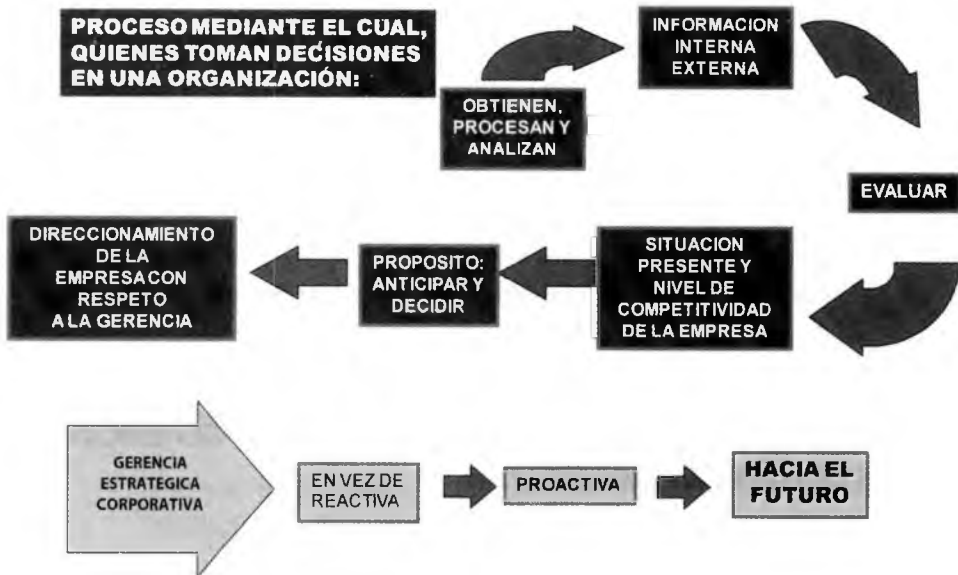 PROCESO MEDIANTE EL CUAL,
QUIENES TOMAN DECISIONES
EN UNA ORGANIZACIÓN:
OBTIENEN,
PROCESAN Y
ANALIZAN
INFORMACION
INTERNA
EXTERNA
EVALUAR
SITUACION
PRESENTE Y
NIVEL DE
COMPETITIVIDAD
DE LA EMPRESA
PROPOSITO:
ANTICIPAR Y
DECIDIR
DIRECCIONAMIENTO
DE LA
EMPRESA CON
RESPETO
A LA GERENCIA
GERENCIA
ESTRATEGICA
CORPORATIVA
EN VEZ DE
REACTIVA
PROACTIVA
HACIA EL
FUTURO